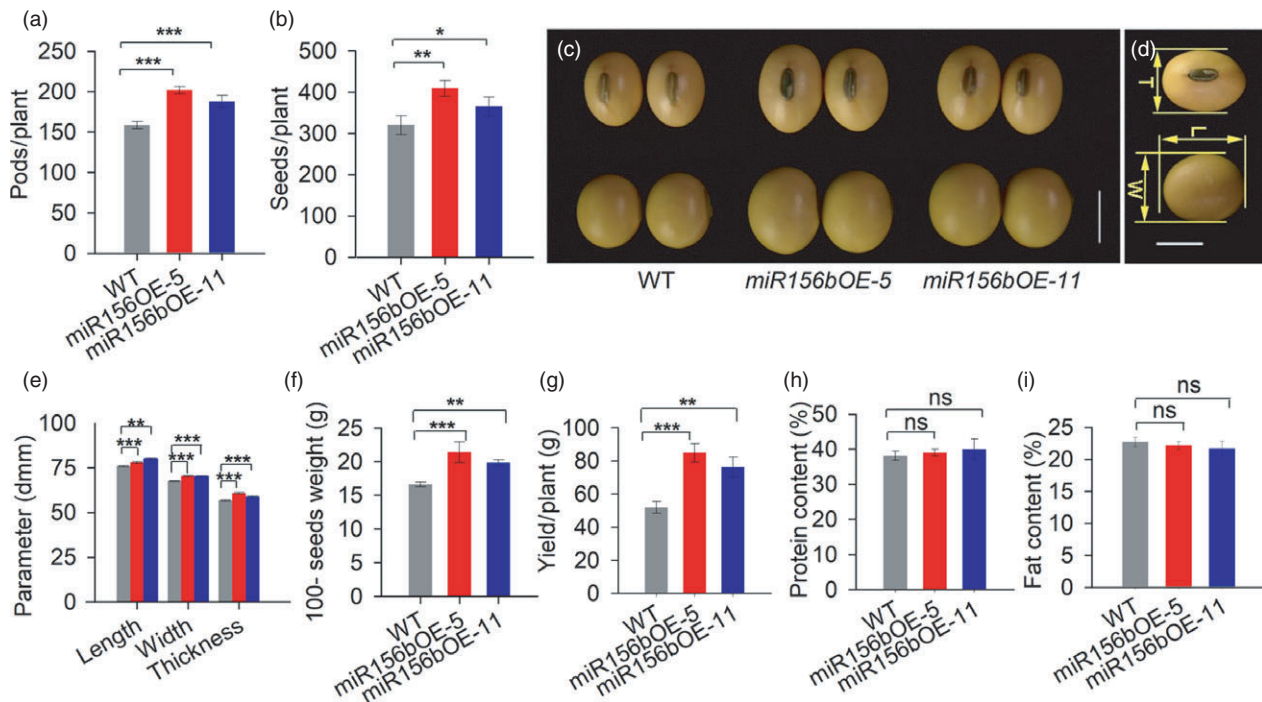 (a)
Pods/plant
250
200
150
100
50
0
***
***
WT
miR156OE-5
miR156bOE-11
(b)
Seeds/plant
500
400
300
200
100
0
*
**
WT
miR156bOE-5
miR156bOE-11
(c)
WT
miR156bOE-5
miR156bOE-11
(d)
T
L
W
(e)
Parameter (dmm)
100
75
50
25
0
**
***
***
***
***
***
Length
Width
Thickness
(f)
100- seeds weight (g)
25
20
15
10
5
0
**
***
WT
miR156bOE-5
miR156bOE-11
(g)
Yield/plant (g)
100
80
60
40
20
0
**
***
WT
miR156bOE-5
miR156bOE-11
(h)
Protein content (%)
50
40
30
20
10
0
ns
ns
WT
miR156bOE-5
miR156bOE-11
(i)
Fat content (%)
25
20
15
10
5
0
ns
ns
WT
miR156bOE-5
miR156bOE-11